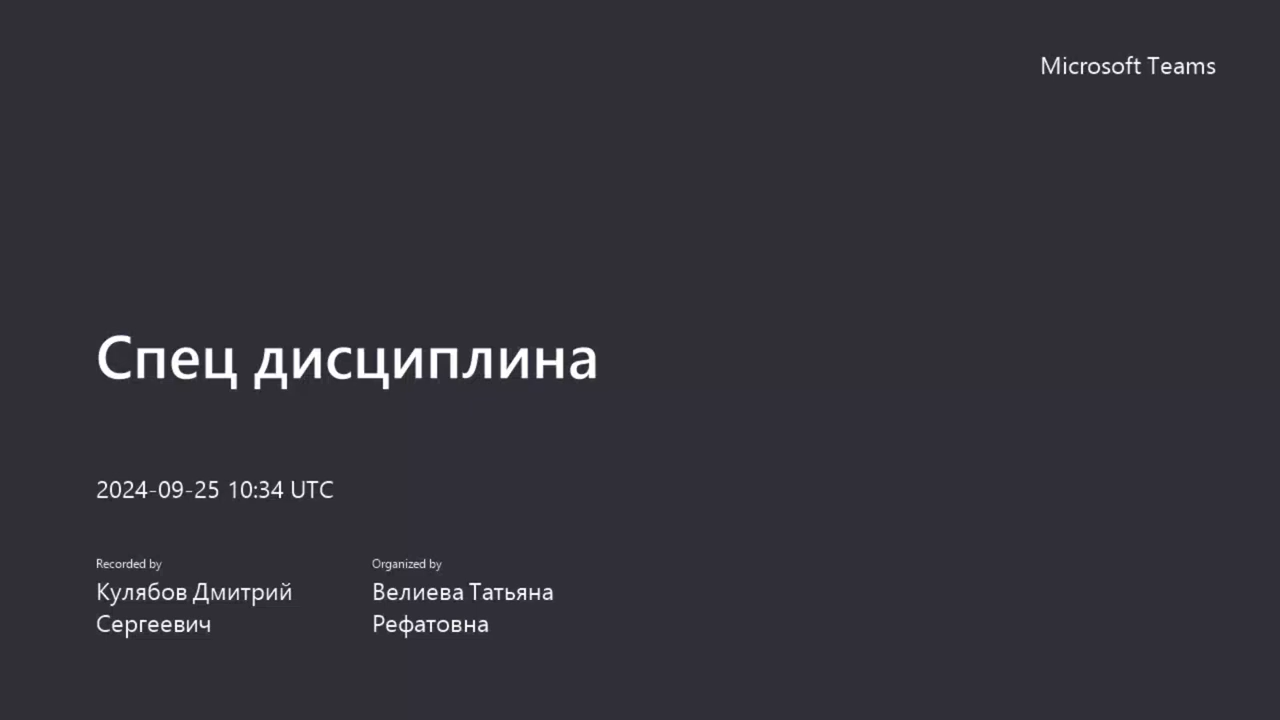 Microsoft Teams
Спец дисциплина
2024-09-25 10:34 UTC
Recorded by
Кулябов Дмитрий
Сергеевич
Organized by
Велиева Татьяна
Рефатовна